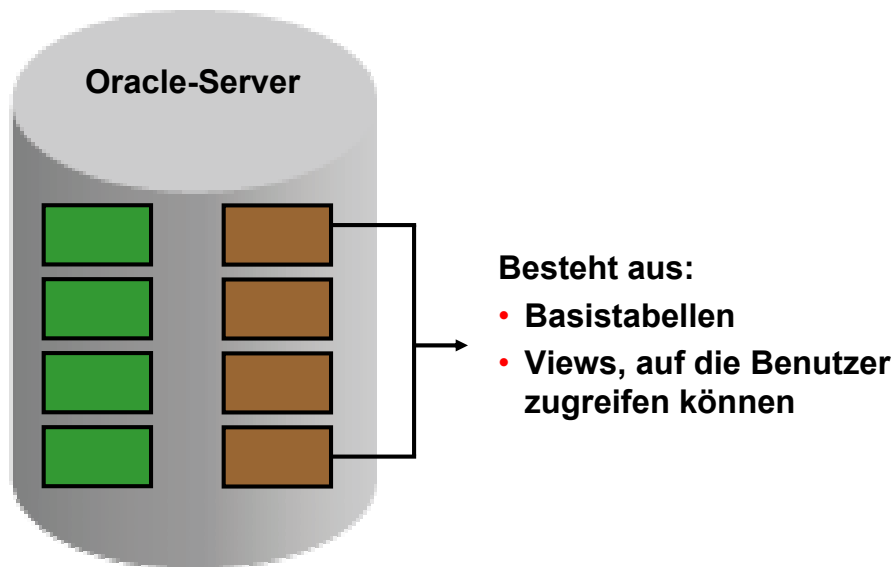 Oracle-Server
Besteht aus:
• Basistabellen
• Views, auf die Benutzer
zugreifen können